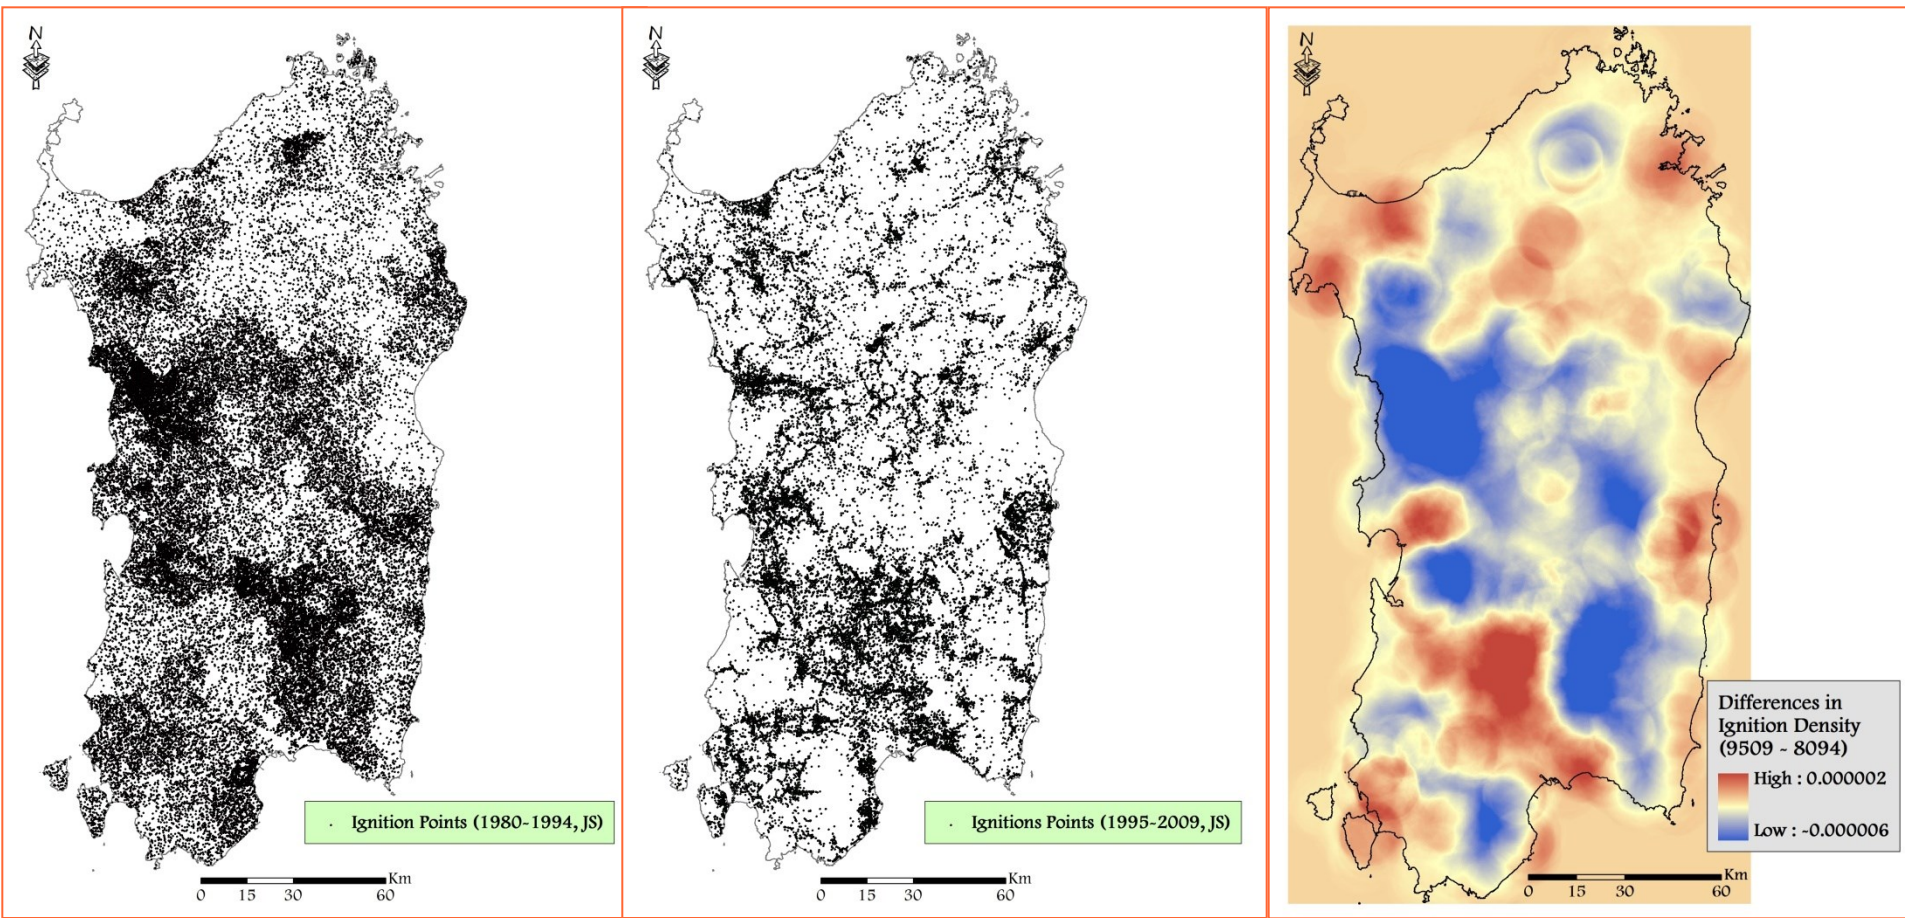 N
Ignition Points (1980-1994, JS)
Km
0 15 30 60
N
Ignitions Points (1995-2009, JS)
Km
0 15 30 60
N
Differences in
Ignition Density
(9509 - 8094)
High : 0.000002
Low : -0.000006
Km
0 15 30 60